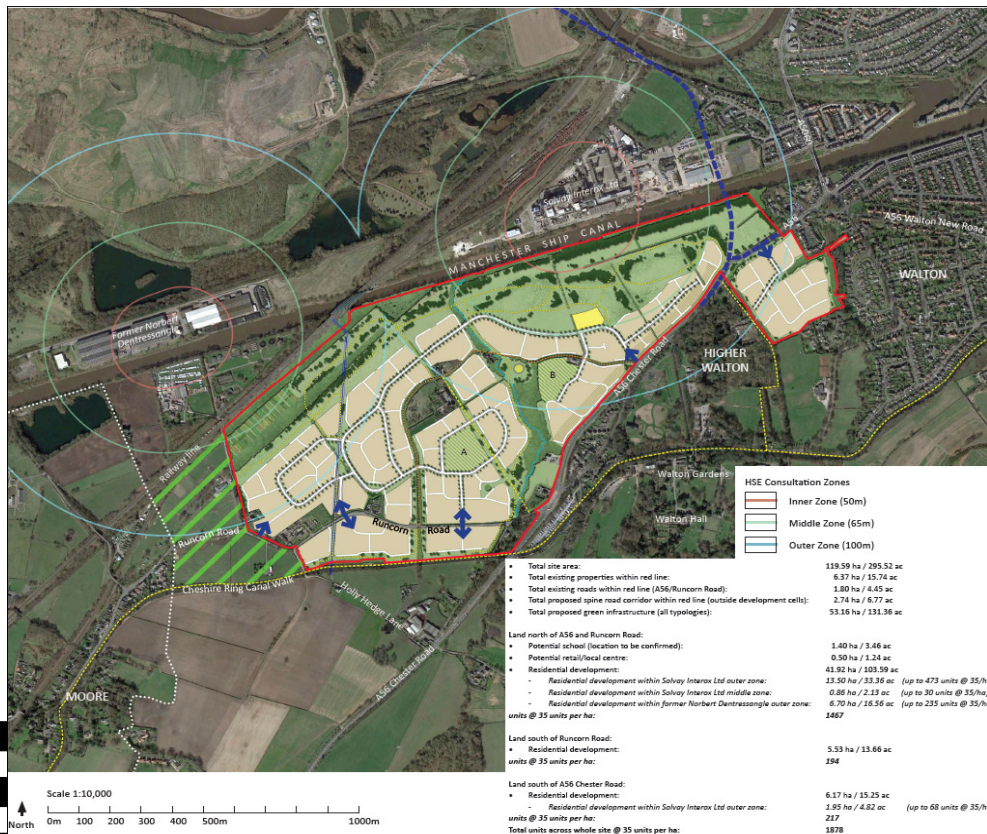 A5060
Solvay Interox Ltd
MANCHESTER SHIP CANAL
A56
A56 Walton New Road
WALTON
Former Norbert
Dentressangle
HIGHER
WALTON
A56 Chester Road
B
A
Railway line
Walton Gardens
Walton Hall
Runcorn Road
Runcorn Road
Cheshire Ring Canal Walk
Holly Hedge Lane
A56 Chester Road
MOORE
HSE Consultation Zones
Inner Zone (50m)
Middle Zone (65m)
Outer Zone (100m)
• Total site area: 119.59 ha / 295.52 ac
• Total existing properties within red line: 6.37 ha / 15.74 ac
• Total existing roads within red line (A56/Runcorn Road): 1.80 ha / 4.45 ac
• Total proposed spine road corridor within red line (outside development cells): 2.74 ha / 6.77 ac
• Total proposed green infrastructure (all typologies): 53.16 ha / 131.36 ac
Land north of A56 and Runcorn Road:
• Potential school (location to be confirmed): 1.40 ha / 3.46 ac
• Potential retail/local centre: 0.50 ha / 1.24 ac
• Residential development: 41.92 ha / 103.59 ac
- Residential development within Solvay Interox Ltd outer zone: 13.50 ha / 33.36 ac (up to 473 units @ 35/h
- Residential development within Solvay Interox Ltd middle zone: 0.86 ha / 2.13 ac (up to 30 units @ 35/ha
- Residential development within former Norbert Dentressangle outer zone: 6.70 ha / 16.56 ac (up to 235 units @ 35/h
units @ 35 units per ha: 1467
Land south of Runcorn Road:
• Residential development: 5.53 ha / 13.66 ac
units @ 35 units per ha: 194
Land south of A56 Chester Road:
• Residential development: 6.17 ha / 15.25 ac
- Residential development within Solvay Interox Ltd outer zone: 1.95 ha / 4.82 ac (up to 68 units @ 35/h
units @ 35 units per ha: 217
Total units across whole site @ 35 units per ha: 1878
Scale 1:10,000
North
0m 100 200 300 400 500m 1000m